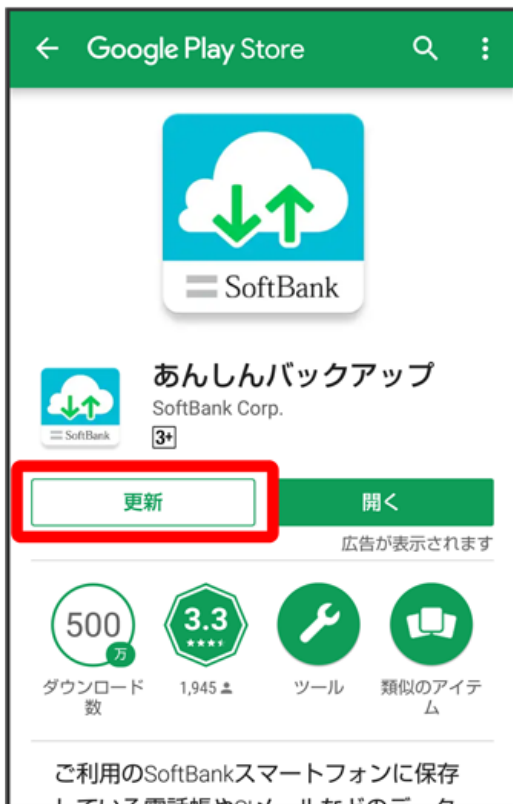 Google Play Store
SoftBank
あんしんバックアップ
SoftBank Corp.
SoftBank
3+
更新
開く
広告が表示されます
500
万
3.3
ダウンロード
数
1,945
ツール
類似のアイテ
ム
ご利用のSoftBankスマートフォンに保存